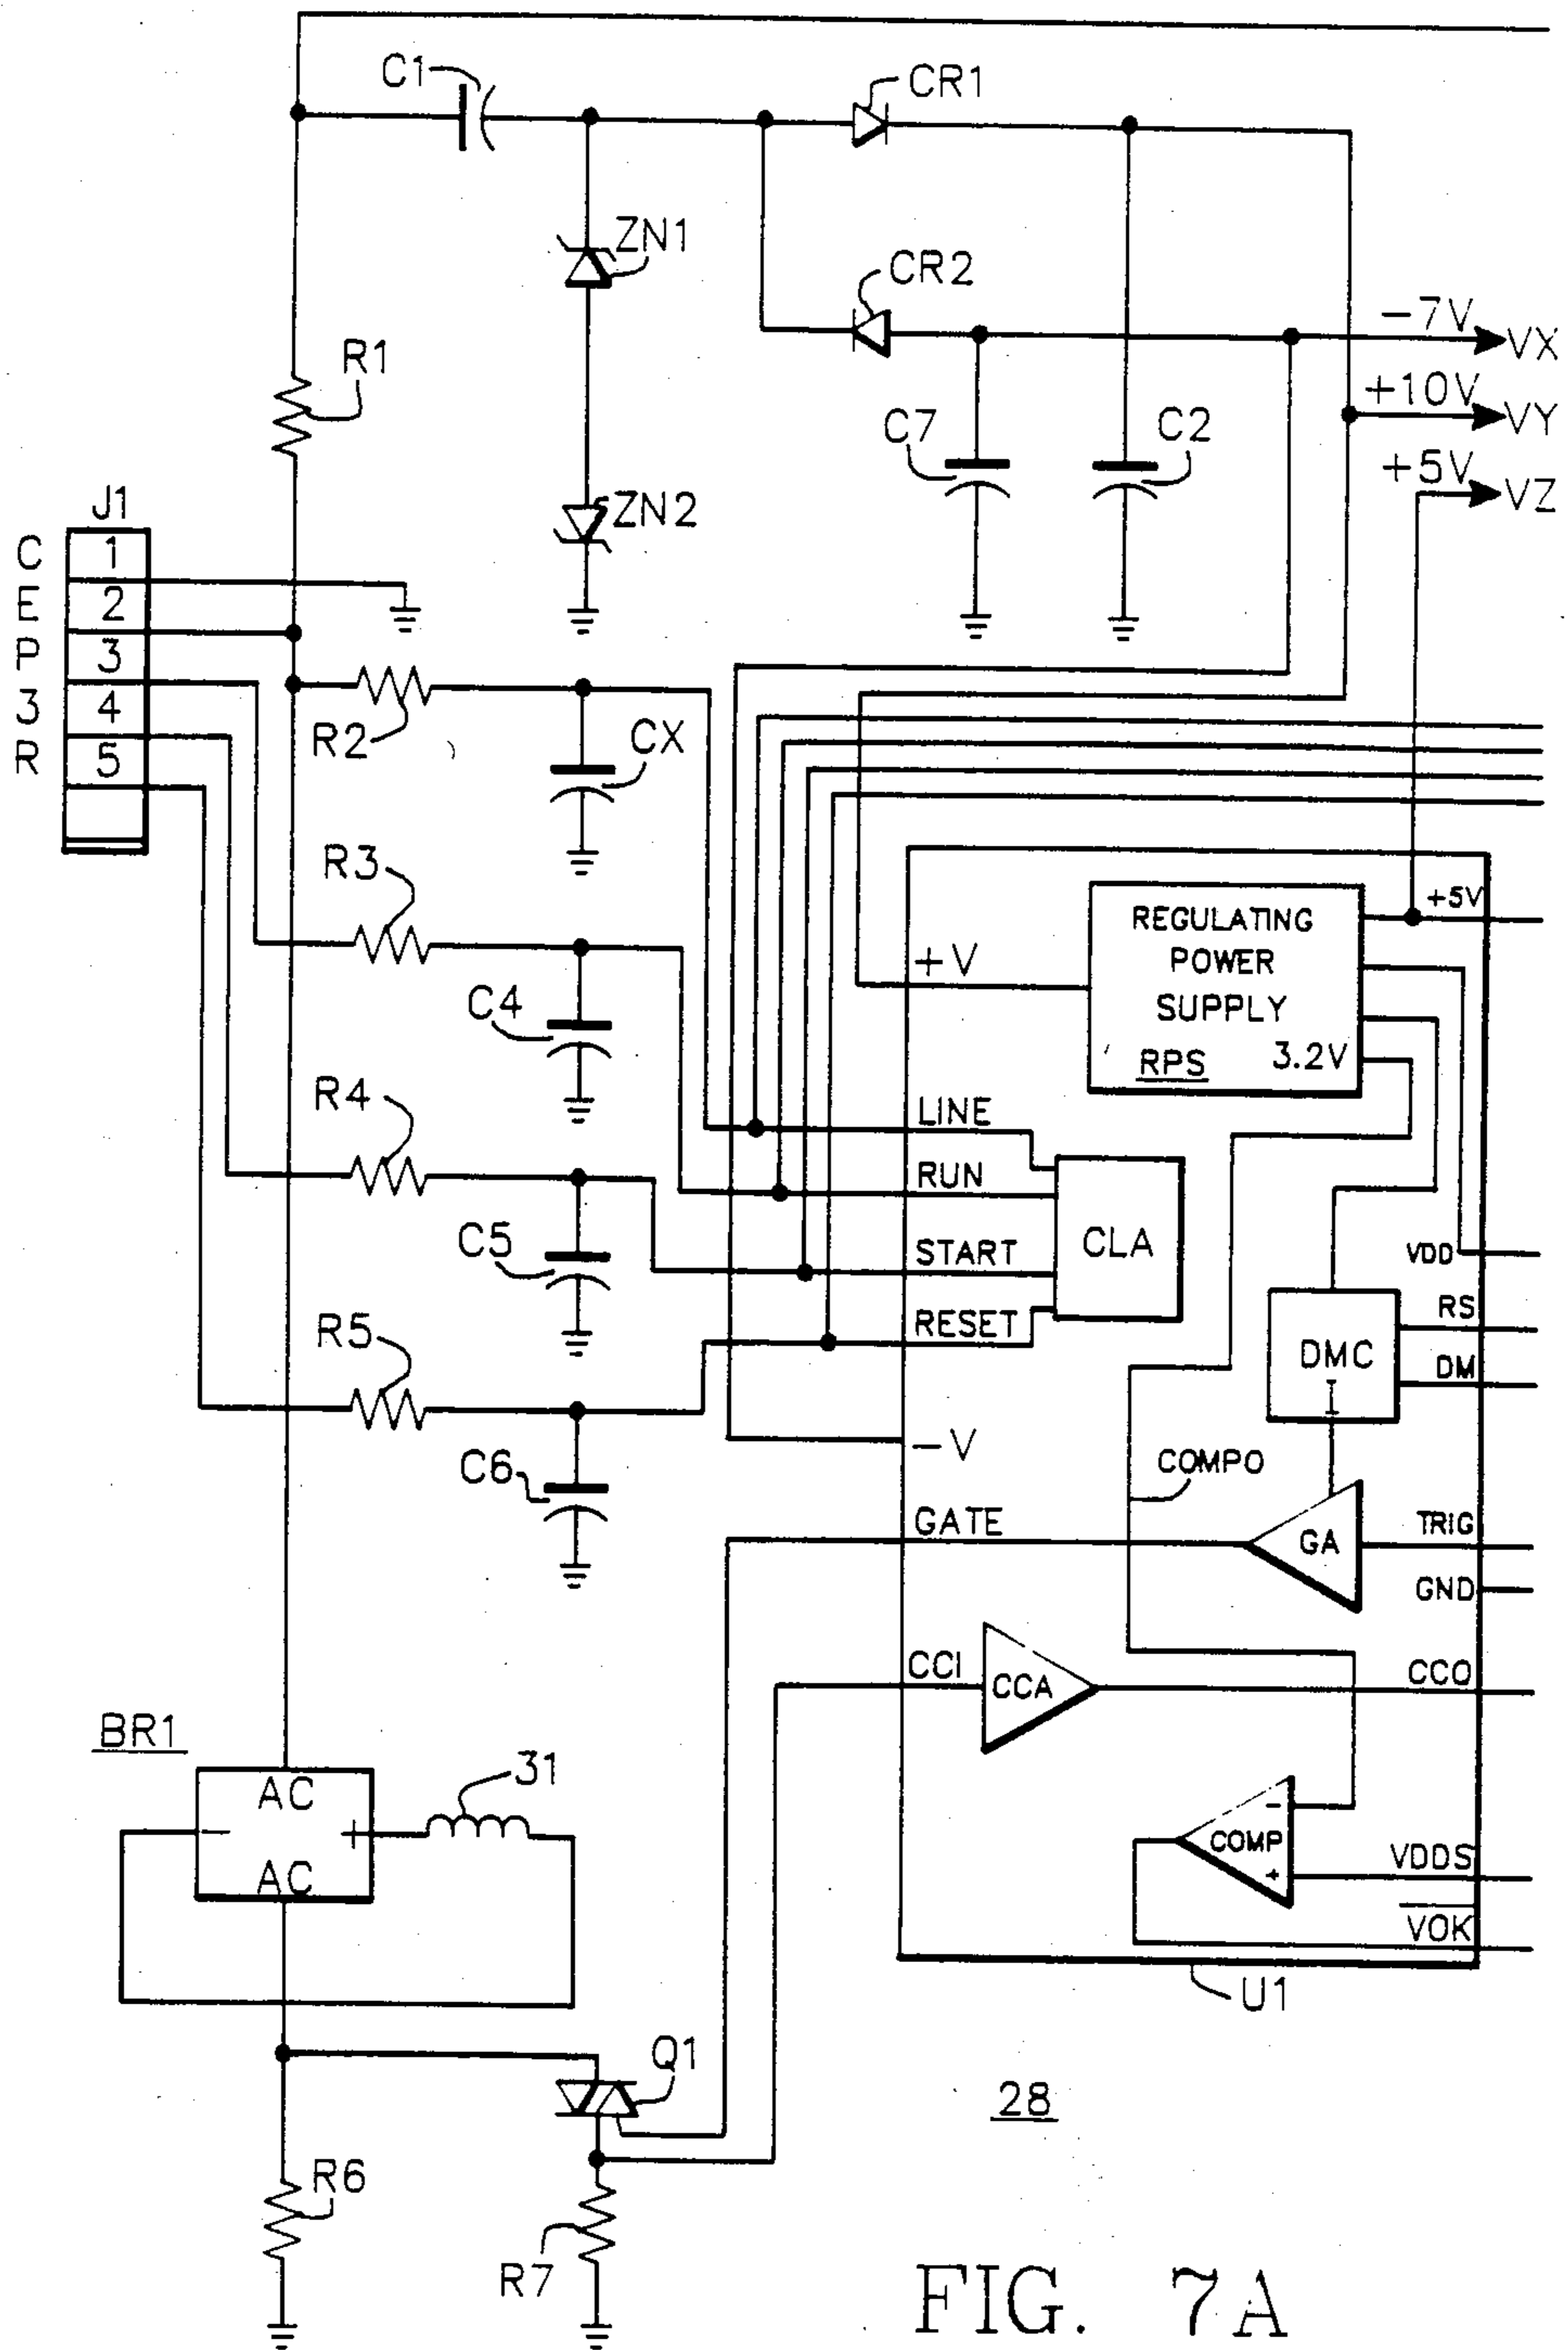 C1
CR1
ZN1
CR2
-7V
VX
R1
+10V
VY
C7
C2
+5V
VZ
ZN2
J1
C 1
E 2
P 3
3 4
R 5
R2
CX
R3
+5V
REGULATING
POWER
SUPPLY
RPS 3.2V
+V
C4
R4
LINE
RUN
CLA
START
VDD
C5
RS
R5
RESET
DMC
DM
I
-V
C6
COMPO
GATE
GA
TRIG
GND
CCI
CCA
CCO
BR1
31
AC
- +
AC
-
COMP
+
VDDS
VOK
U1
Q1
28
R6
R7
FIG. 7A